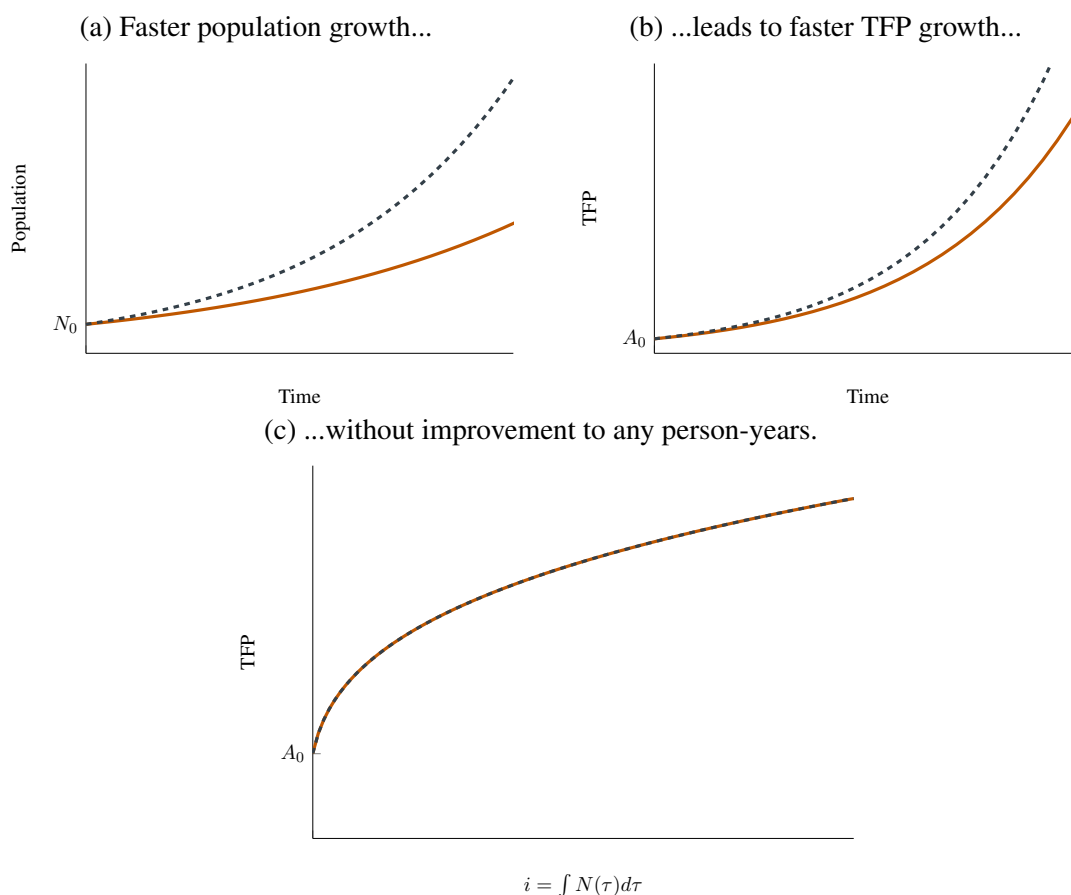 (a) Faster population growth...
(b) ...leads to faster TFP growth...
Population
N₀
Time
TFP
A₀
Time
(c) ...without improvement to any person-years.
TFP
A₀
i = ∫ N(τ)dτ